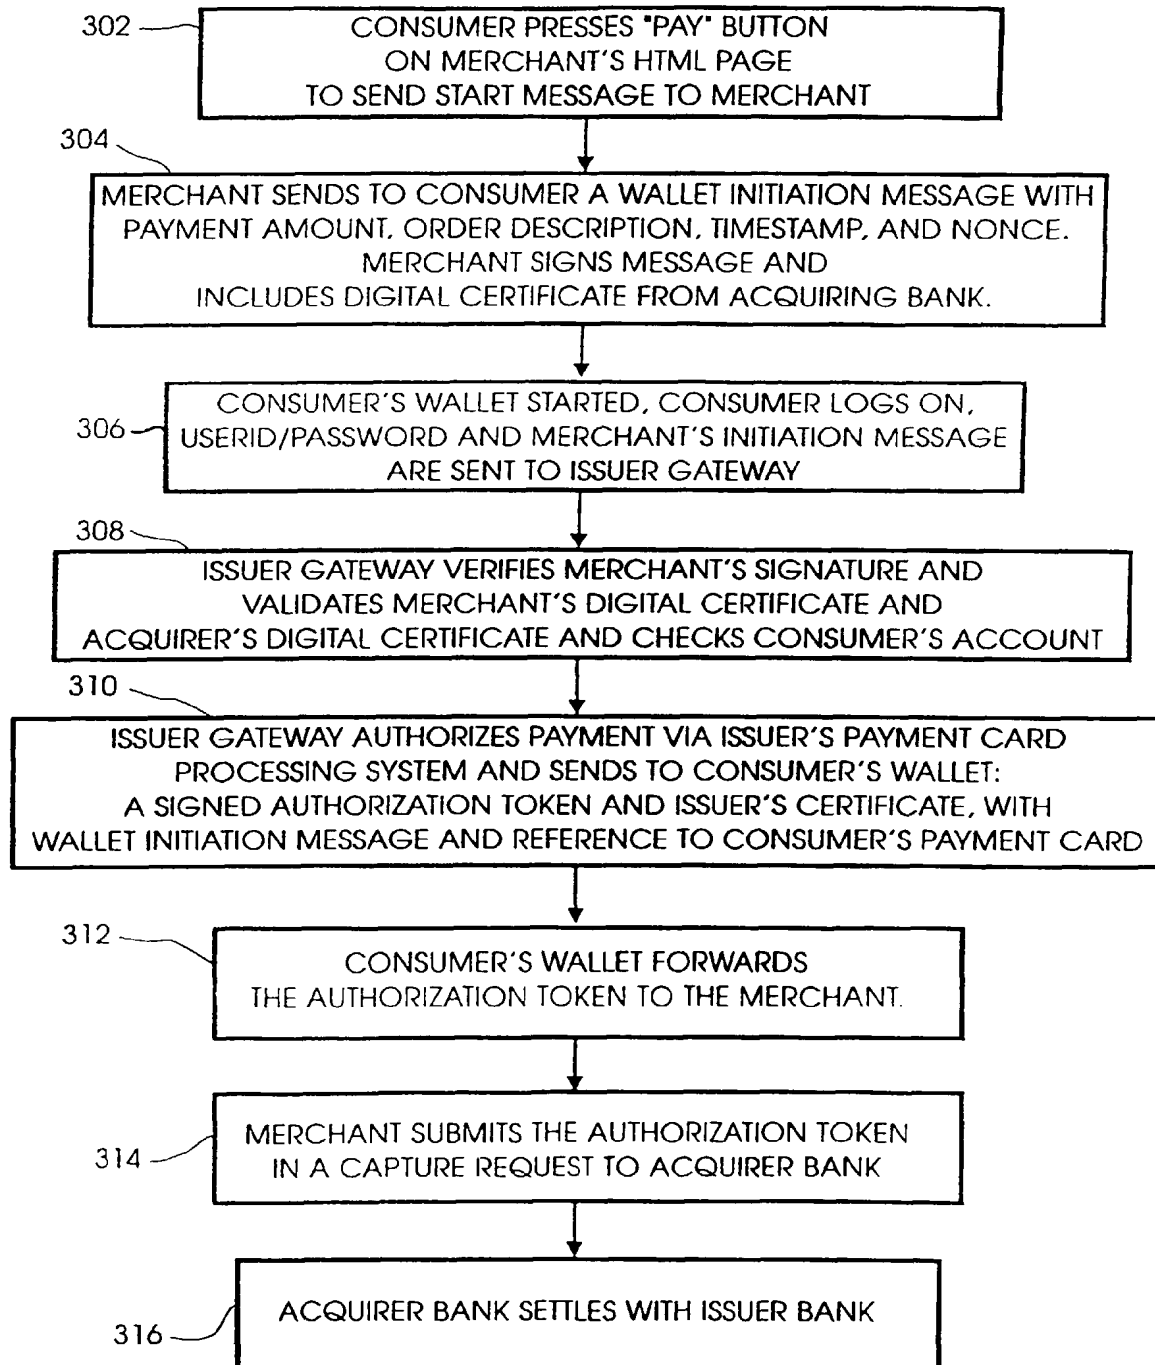 302
CONSUMER PRESSES "PAY" BUTTON
ON MERCHANT'S HTML PAGE
TO SEND START MESSAGE TO MERCHANT
304
MERCHANT SENDS TO CONSUMER A WALLET INITIATION MESSAGE WITH
PAYMENT AMOUNT, ORDER DESCRIPTION, TIMESTAMP, AND NONCE.
MERCHANT SIGNS MESSAGE AND
INCLUDES DIGITAL CERTIFICATE FROM ACQUIRING BANK.
306
CONSUMER'S WALLET STARTED, CONSUMER LOGS ON,
USERID/PASSWORD AND MERCHANT'S INITIATION MESSAGE
ARE SENT TO ISSUER GATEWAY
308
ISSUER GATEWAY VERIFIES MERCHANT'S SIGNATURE AND
VALIDATES MERCHANT'S DIGITAL CERTIFICATE AND
ACQUIRER'S DIGITAL CERTIFICATE AND CHECKS CONSUMER'S ACCOUNT
310
ISSUER GATEWAY AUTHORIZES PAYMENT VIA ISSUER'S PAYMENT CARD
PROCESSING SYSTEM AND SENDS TO CONSUMER'S WALLET:
A SIGNED AUTHORIZATION TOKEN AND ISSUER'S CERTIFICATE, WITH
WALLET INITIATION MESSAGE AND REFERENCE TO CONSUMER'S PAYMENT CARD
312
CONSUMER'S WALLET FORWARDS
THE AUTHORIZATION TOKEN TO THE MERCHANT.
314
MERCHANT SUBMITS THE AUTHORIZATION TOKEN
IN A CAPTURE REQUEST TO ACQUIRER BANK
316
ACQUIRER BANK SETTLES WITH ISSUER BANK